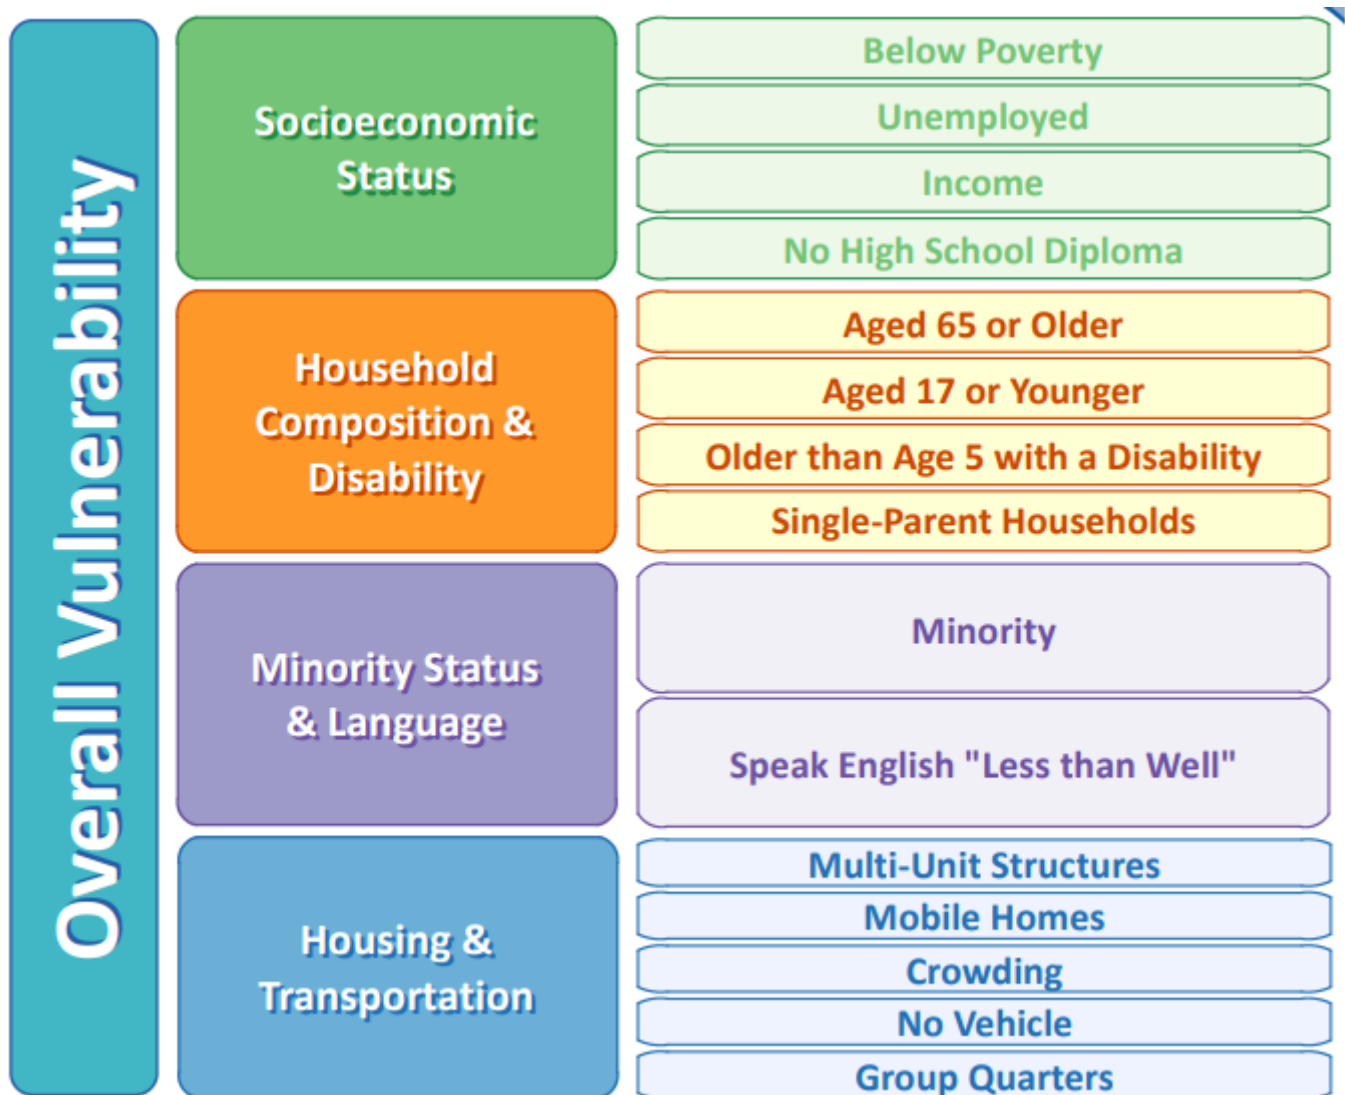 Overall Vulnerability
Socioeconomic
Status
Below Poverty
Unemployed
Income
No High School Diploma
Household
Composition &
Disability
Aged 65 or Older
Aged 17 or Younger
Older than Age 5 with a Disability
Single-Parent Households
Minority Status
& Language
Minority
Speak English "Less than Well"
Housing &
Transportation
Multi-Unit Structures
Mobile Homes
Crowding
No Vehicle
Group Quarters